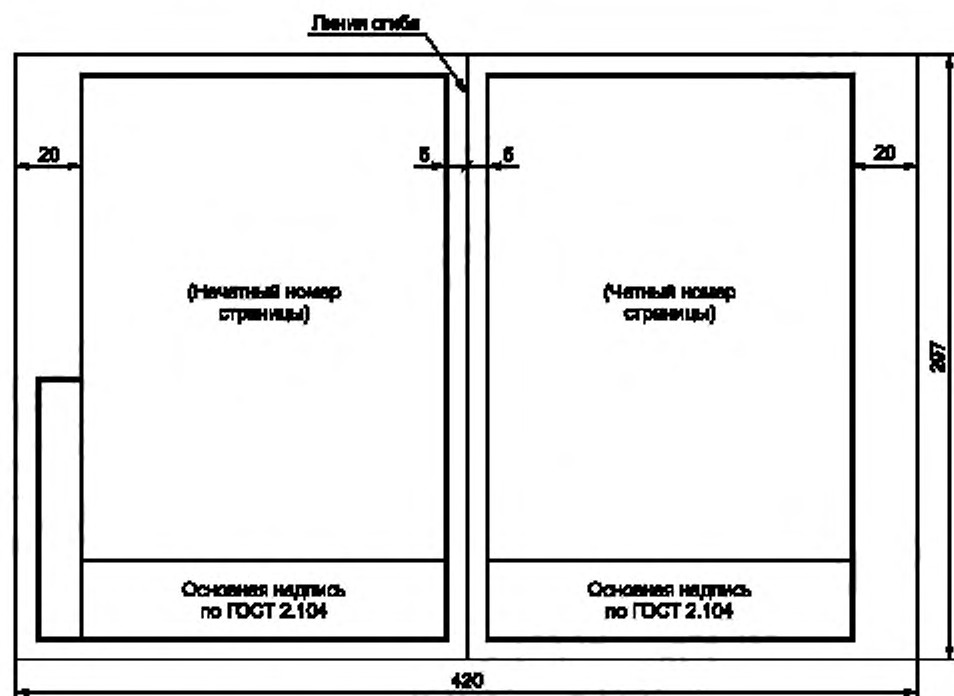 Линия сгиба
20
5
5
20
(Нечетный номер
страницы)
(Четный номер
страницы)
297
Основная надпись
по ГОСТ 2.104
Основная надпись
по ГОСТ 2.104
420